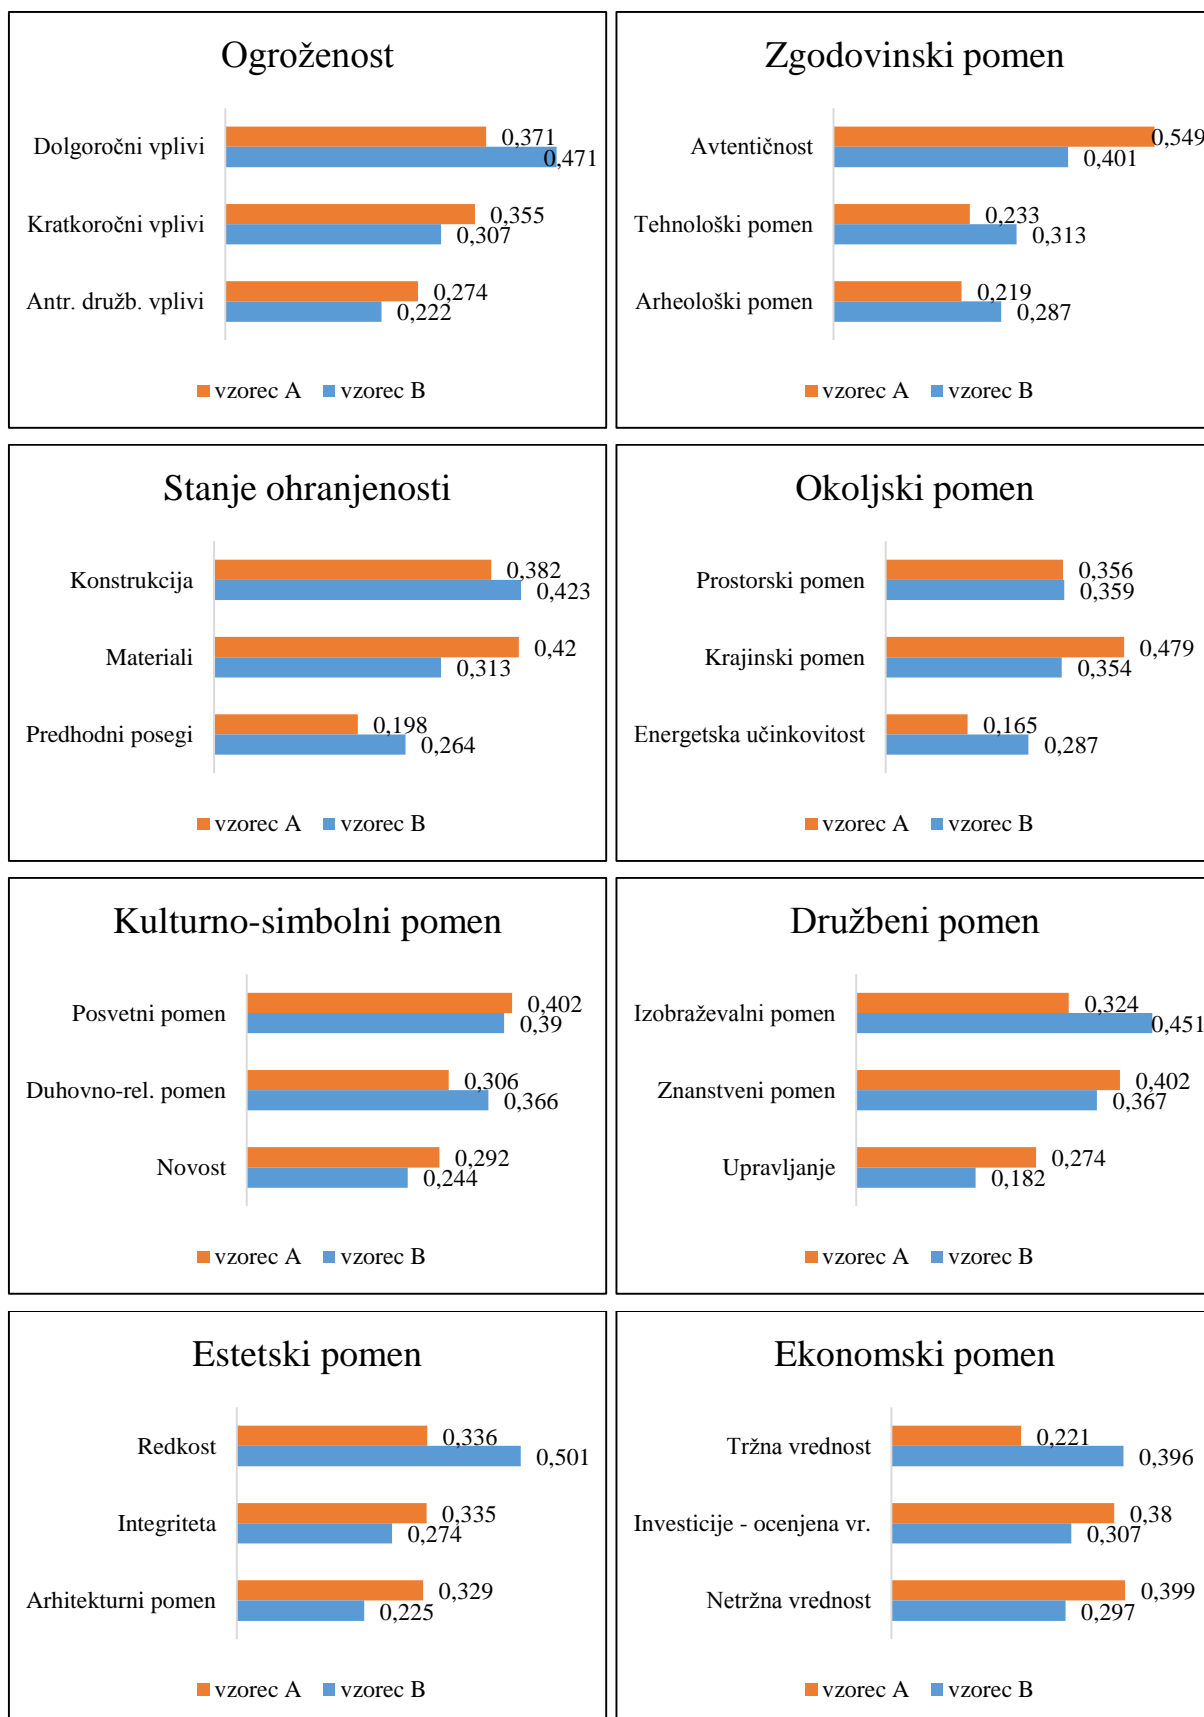 Ogroženost
Dolgoročni vplivi
0,371
0,471
Kratkoročni vplivi
0,355
0,307
Antr. družb. vplivi
0,274
0,222
vzorec A vzorec B
Zgodovinski pomen
Avtentičnost
0,549
0,401
Tehnološki pomen
0,233
0,313
Arheološki pomen
0,219
0,287
vzorec A vzorec B
Stanje ohranjenosti
Konstrukcija
0,382
0,423
Materiali
0,42
0,313
Predhodni posegi
0,198
0,264
vzorec A vzorec B
Okoljski pomen
Prostorski pomen
0,356
0,359
Krajinski pomen
0,479
0,354
Energetska učinkovitost
0,165
0,287
vzorec A vzorec B
Kulturno-simbolni pomen
Posvetni pomen
0,402
0,39
Duhovno-rel. pomen
0,306
0,366
Novost
0,292
0,244
vzorec A vzorec B
Družbeni pomen
Izobraževalni pomen
0,324
0,451
Znanstveni pomen
0,402
0,367
Upravljanje
0,274
0,182
vzorec A vzorec B
Estetski pomen
Redkost
0,336
0,501
Integriteta
0,335
0,274
Arhitekturni pomen
0,329
0,225
vzorec A vzorec B
Ekonomski pomen
Tržna vrednost
0,221
0,396
Investicije - ocenjena vr.
0,38
0,307
Netržna vrednost
0,399
0,297
vzorec A vzorec B